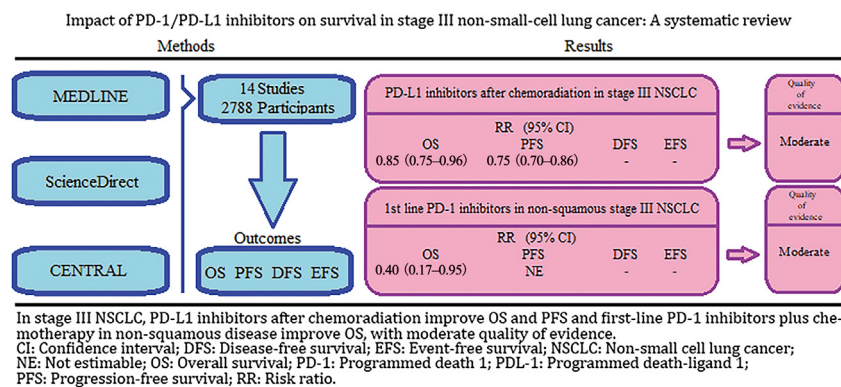 Impact of PD-1/PD-L1 inhibitors on survival in stage III non-small-cell lung cancer: A systematic review
Methods
Results
MEDLINE
ScienceDirect
CENTRAL
14 Studies
2788 Participants
Outcomes
OS PFS DFS EFS
PD-L1 inhibitors after chemoradiation in stage III NSCLC
RR (95% CI)
OS PFS DFS EFS
0.85 (0.75–0.96) 0.75 (0.70–0.86) - -
Quality
of
evidence
Moderate
1st line PD-1 inhibitors in non-squamous stage III NSCLC
RR (95% CI)
OS PFS DFS EFS
0.40 (0.17–0.95) NE - -
Quality
of
evidence
Moderate
In stage III NSCLC, PD-L1 inhibitors after chemoradiation improve OS and PFS and first-line PD-1 inhibitors plus che-
motherapy in non-squamous disease improve OS, with moderate quality of evidence.
CI: Confidence interval; DFS: Disease-free survival; EFS: Event-free survival; NSCLC: Non-small cell lung cancer;
NE: Not estimable; OS: Overall survival; PD-1: Programmed death 1; PDL-1: Programmed death-ligand 1;
PFS: Progression-free survival; RR: Risk ratio.